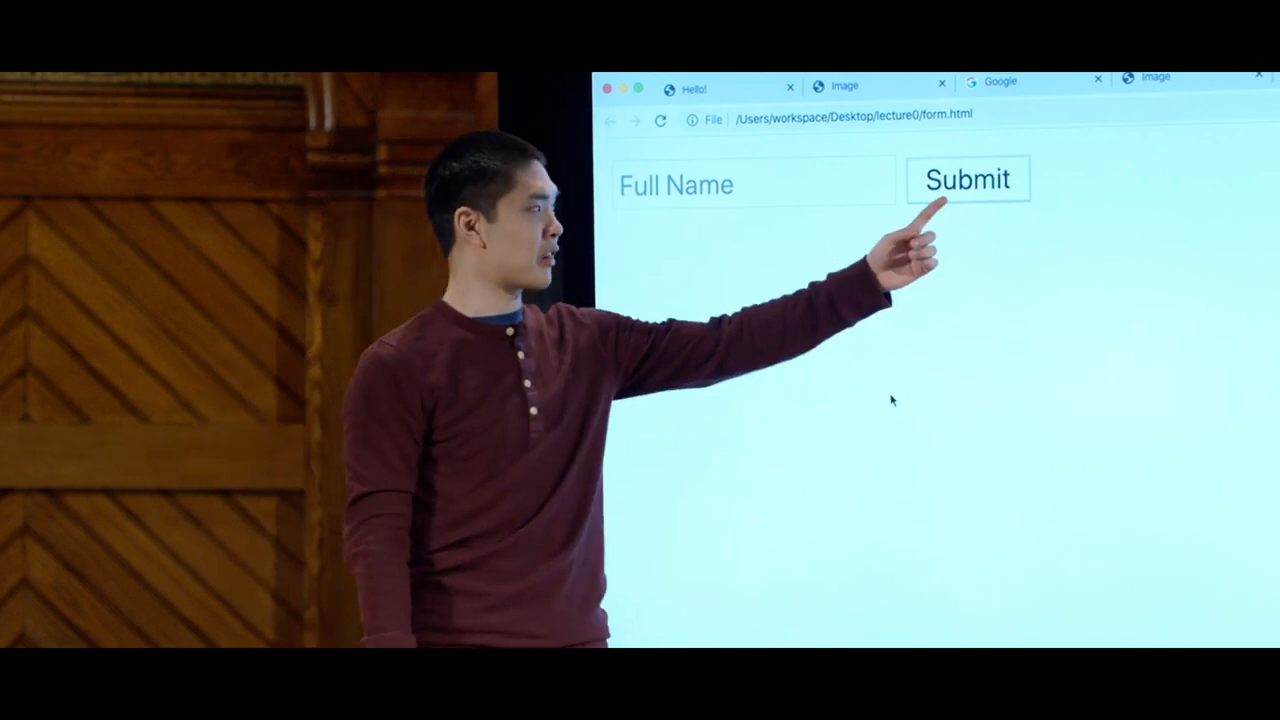 Hello!
Image
Google
Image
File
/Users/workspace/Desktop/lecture0/form.html
Full Name
Submit